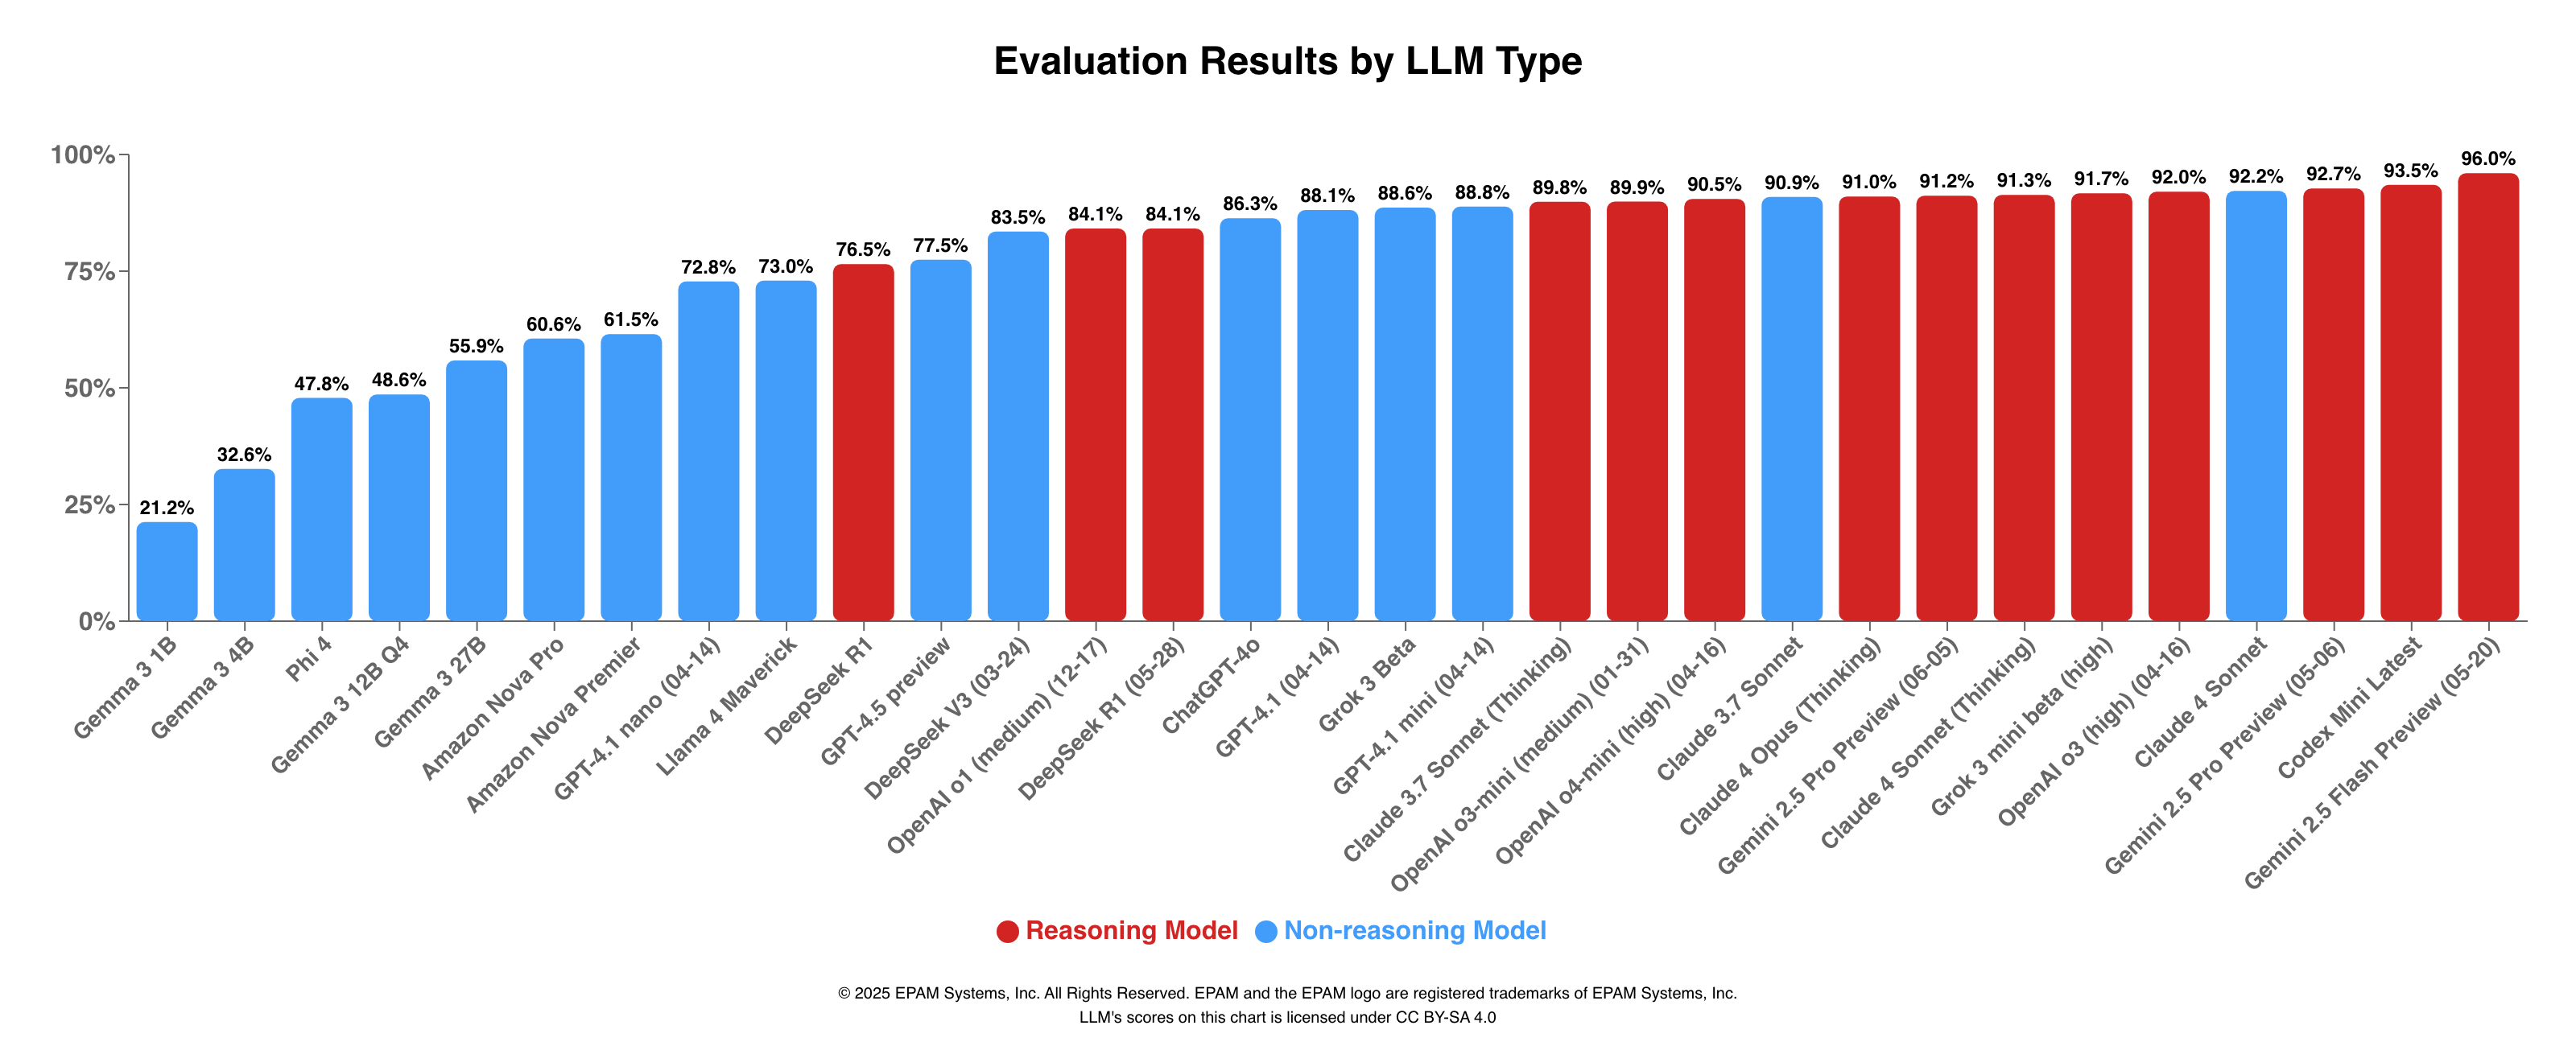 Evaluation Results by LLM Type
100%
75%
50%
25%
0%
21.2%
32.6%
47.8%
48.6%
55.9%
60.6%
61.5%
72.8%
73.0%
76.5%
77.5%
83.5%
84.1%
84.1%
86.3%
88.1%
88.6%
88.8%
89.8%
89.9%
90.5%
90.9%
91.0%
91.2%
91.3%
91.7%
92.0%
92.2%
92.7%
93.5%
96.0%
Gemma 3 1B
Gemma 3 4B
Phi 4
Gemma 3 12B Q4
Gemma 3 27B
Amazon Nova Pro
Amazon Nova Premier
GPT-4.1 nano (04-14)
Llama 4 Maverick
DeepSeek R1
GPT-4.5 preview
DeepSeek V3 (03-24)
OpenAI o1 (medium) (12-17)
DeepSeek R1 (05-28)
ChatGPT-4o
GPT-4.1 (04-14)
Grok 3 Beta
GPT-4.1 mini (04-14)
Claude 3.7 Sonnet (Thinking)
OpenAI o3-mini (medium) (01-31)
OpenAI o4-mini (high) (04-16)
Claude 3.7 Sonnet
Claude 4 Opus (Thinking)
Gemini 2.5 Pro Preview (06-05)
Claude 4 Sonnet (Thinking)
Grok 3 mini beta (high)
OpenAI o3 (high) (04-16)
Claude 4 Sonnet
Gemini 2.5 Pro Preview (05-06)
Codex Mini Latest
Gemini 2.5 Flash Preview (05-20)
Reasoning Model
Non-reasoning Model
© 2025 EPAM Systems, Inc. All Rights Reserved. EPAM and the EPAM logo are registered trademarks of EPAM Systems, Inc.
LLM's scores on this chart is licensed under CC BY-SA 4.0